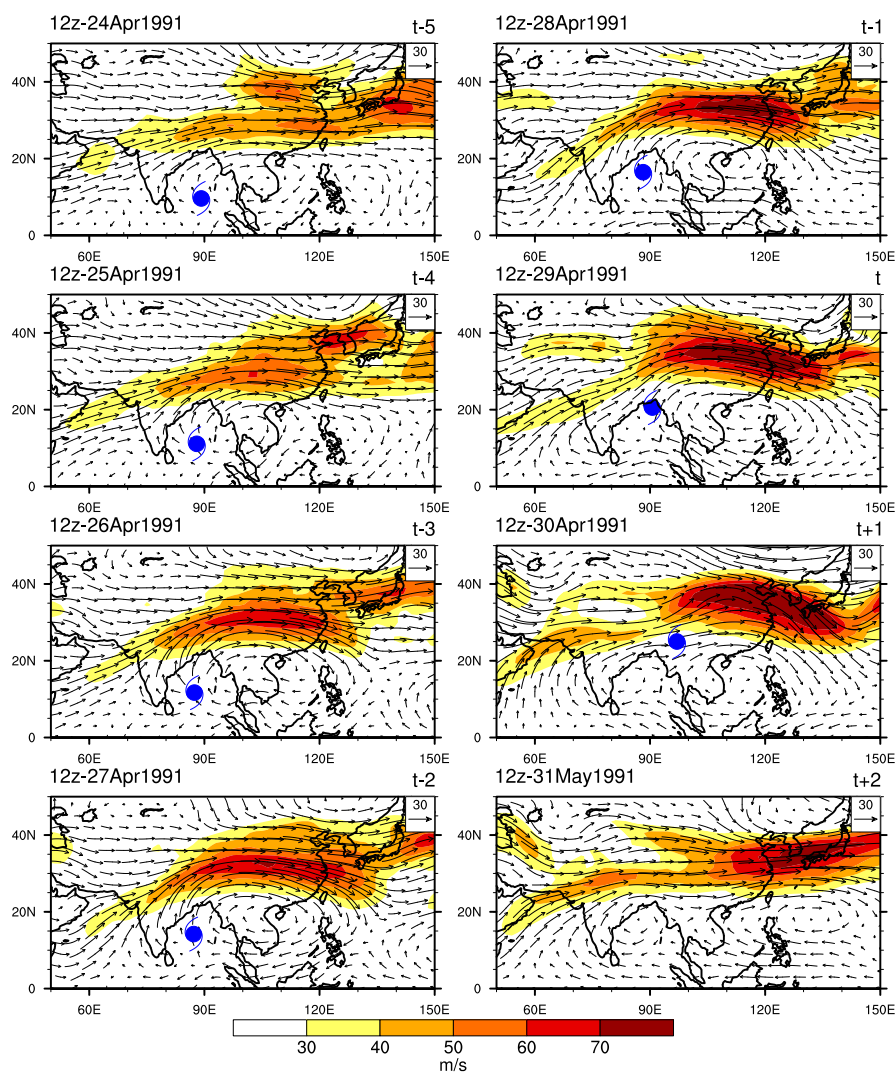 12z-24Apr1991 t-5
30
40N
20N
0
60E 90E 120E 150E
12z-28Apr1991 t-1
30
40N
20N
0
60E 90E 120E 150E
12z-25Apr1991 t-4
30
40N
20N
0
60E 90E 120E 150E
12z-29Apr1991 t
30
40N
20N
0
60E 90E 120E 150E
12z-26Apr1991 t-3
30
40N
20N
0
60E 90E 120E 150E
12z-30Apr1991 t+1
30
40N
20N
0
60E 90E 120E 150E
12z-27Apr1991 t-2
30
40N
20N
0
60E 90E 120E 150E
12z-31May1991 t+2
30
40N
20N
0
60E 90E 120E 150E
30 40 50 60 70
m/s